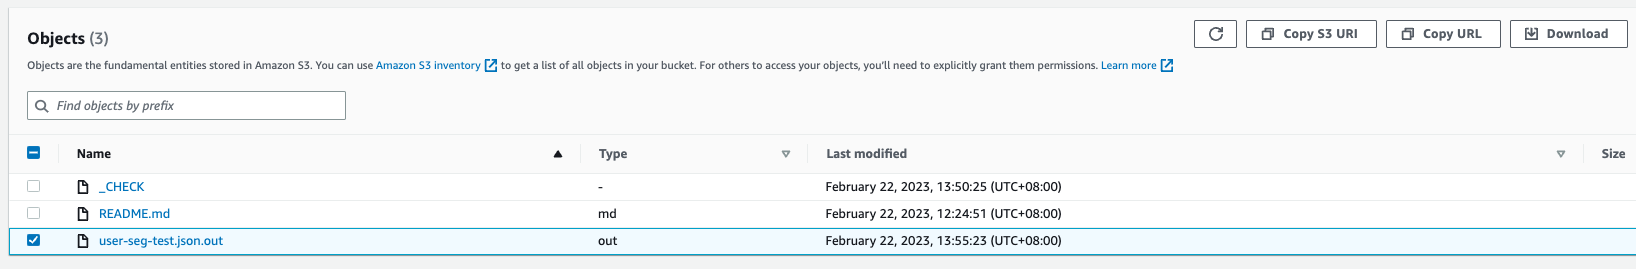 Objects (3)
Copy S3 URI
Copy URL
Download
Objects are the fundamental entities stored in Amazon S3. You can use Amazon S3 inventory to get a list of all objects in your bucket. For others to access your objects, you'll need to explicitly grant them permissions. Learn more
Find objects by prefix
Name Type Last modified Size
_CHECK - February 22, 2023, 13:50:25 (UTC+08:00)
README.md md February 22, 2023, 12:24:51 (UTC+08:00)
user-seg-test.json.out out February 22, 2023, 13:55:23 (UTC+08:00)